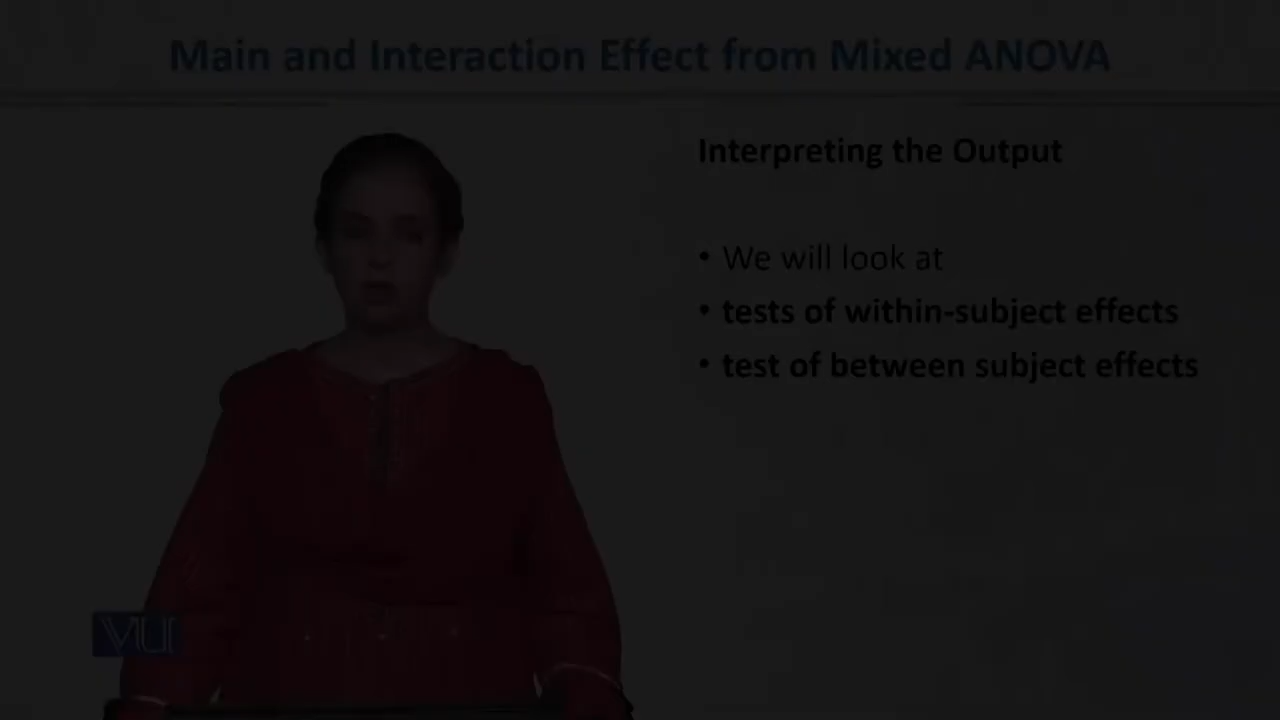 Main and Interaction Effect from Mixed ANOVA
Interpreting the Output
• We will look at
• tests of within-subject effects
• test of between subject effects
VU